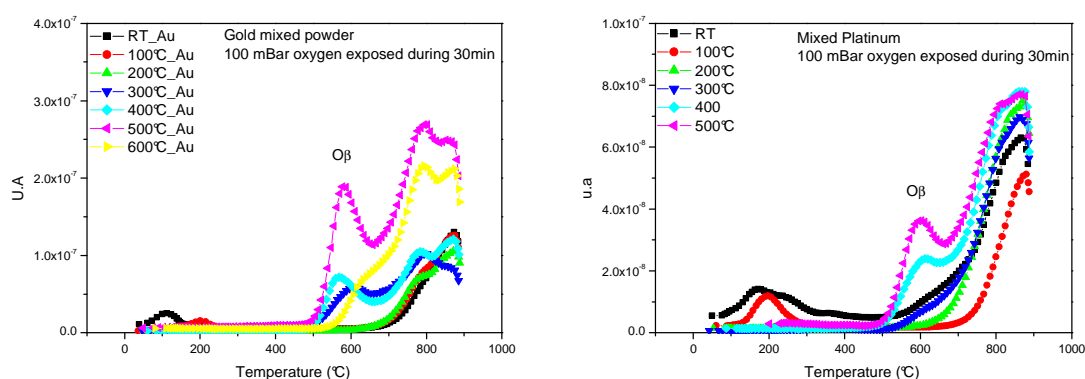 4.0x10-7
3.0x10-7
2.0x10-7
1.0x10-7
0.0
U.A
RT_Au
100°C_Au
200°C_Au
300°C_Au
400°C_Au
500°C_Au
600°C_Au
Gold mixed powder
100 mBar oxygen exposed during 30min
Oβ
0 200 400 600 800 1000
Temperature (°C)
1.0x10-7
8.0x10-8
6.0x10-8
4.0x10-8
2.0x10-8
0.0
u.a
RT
100°C
200°C
300°C
400
500°C
Mixed Platinum
100 mBar oxygen exposed during 30min
Oβ
0 200 400 600 800 1000
Temperature (°C)